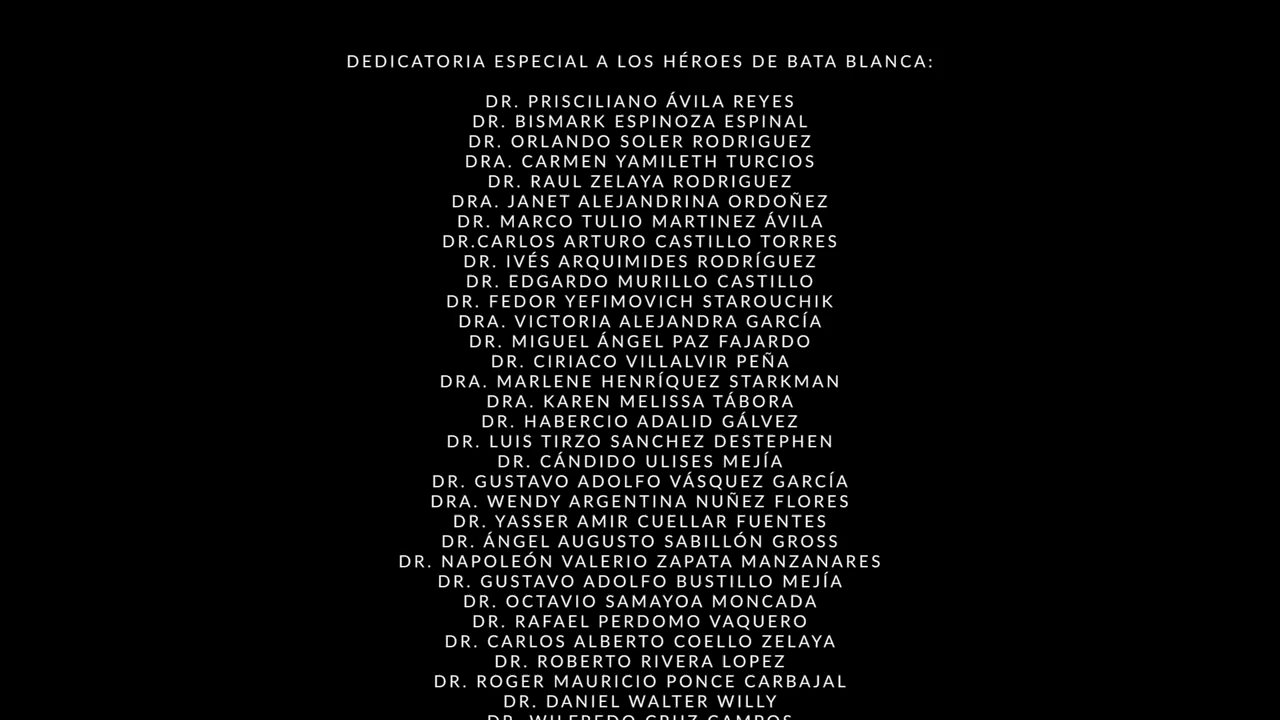 DEDICATORIA ESPECIAL A LOS HÉROES DE BATA BLANCA:
DR. PRISCILIANO ÁVILA REYES
DR. BISMARK ESPINOZA ESPINAL
DR. ORLANDO SOLER RODRIGUEZ
DRA. CARMEN YAMILETH TURCIOS
DR. RAUL ZELAYA RODRIGUEZ
DRA. JANET ALEJANDRINA ORDOÑEZ
DR. MARCO TULIO MARTINEZ ÁVILA
DR.CARLOS ARTURO CASTILLO TORRES
DR. IVÉS ARQUIMIDES RODRÍGUEZ
DR. EDGARDO MURILLO CASTILLO
DR. FEDOR YEFIMOVICH STAROUCHIK
DRA. VICTORIA ALEJANDRA GARCÍA
DR. MIGUEL ÁNGEL PAZ FAJARDO
DR. CIRIACO VILLALVIR PEÑA
DRA. MARLENE HENRÍQUEZ STARKMAN
DRA. KAREN MELISSA TÁBORA
DR. HABERCIO ADALID GÁLVEZ
DR. LUIS TIRZO SANCHEZ DESTEPHEN
DR. CÁNDIDO ULISES MEJÍA
DR. GUSTAVO ADOLFO VÁSQUEZ GARCÍA
DRA. WENDY ARGENTINA NUÑEZ FLORES
DR. YASSER AMIR CUELLAR FUENTES
DR. ÁNGEL AUGUSTO SABILLÓN GROSS
DR. NAPOLEÓN VALERIO ZAPATA MANZANARES
DR. GUSTAVO ADOLFO BUSTILLO MEJÍA
DR. OCTAVIO SAMAYOA MONCADA
DR. RAFAEL PERDOMO VAQUERO
DR. CARLOS ALBERTO COELLO ZELAYA
DR. ROBERTO RIVERA LOPEZ
DR. ROGER MAURICIO PONCE CARBAJAL
DR. DANIEL WALTER WILLY
DR. WILFREDO CRUZ CAMPOS